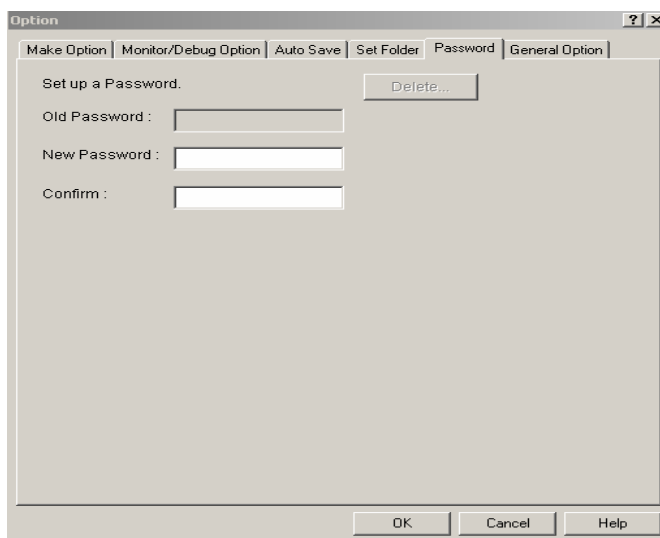 Option
Make Option Monitor/Debug Option Auto Save Set Folder Password General Option
Set up a Password.
Delete...
Old Password :
New Password :
Confirm :
OK Cancel Help